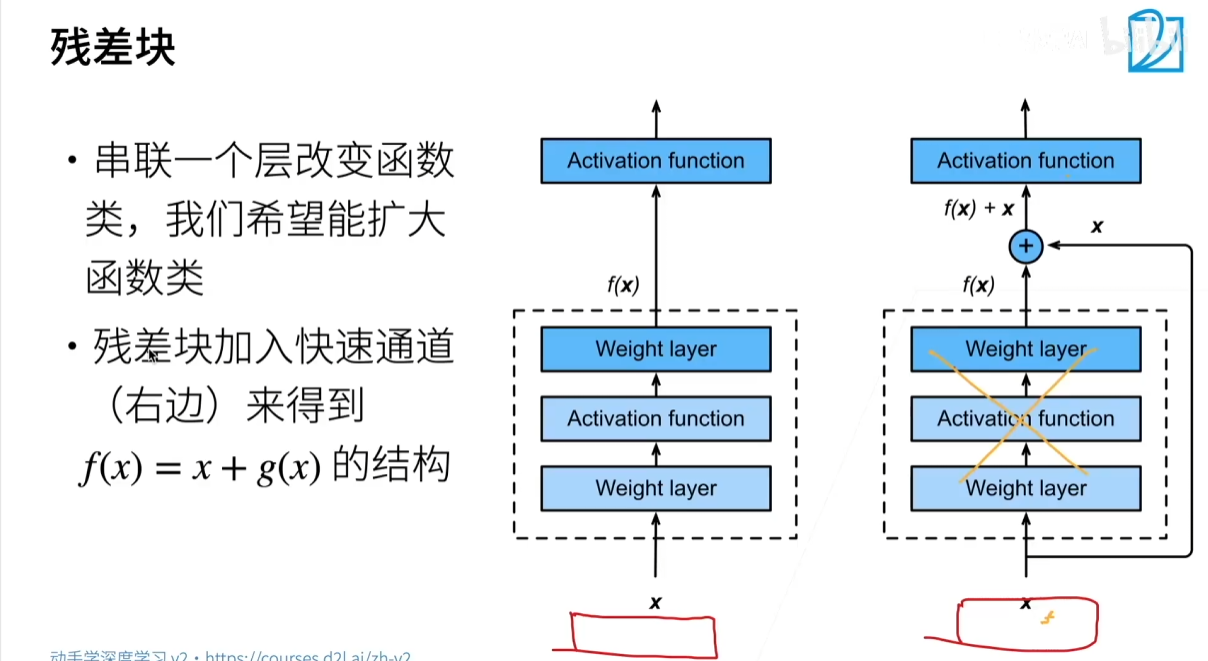 残差块
• 串联一个层改变函数
类，我们希望能扩大
函数类
• 残差块加入快速通道
（右边）来得到
f(x) = x + g(x) 的结构
Activation function
f(x)
Weight layer
Activation function
Weight layer
x
Activation function
f(x) + x
x
+
f(x)
Weight layer
Activation function
Weight layer
x
动手学深度学习 v2 • https://courses.d2l.ai/zh-v2